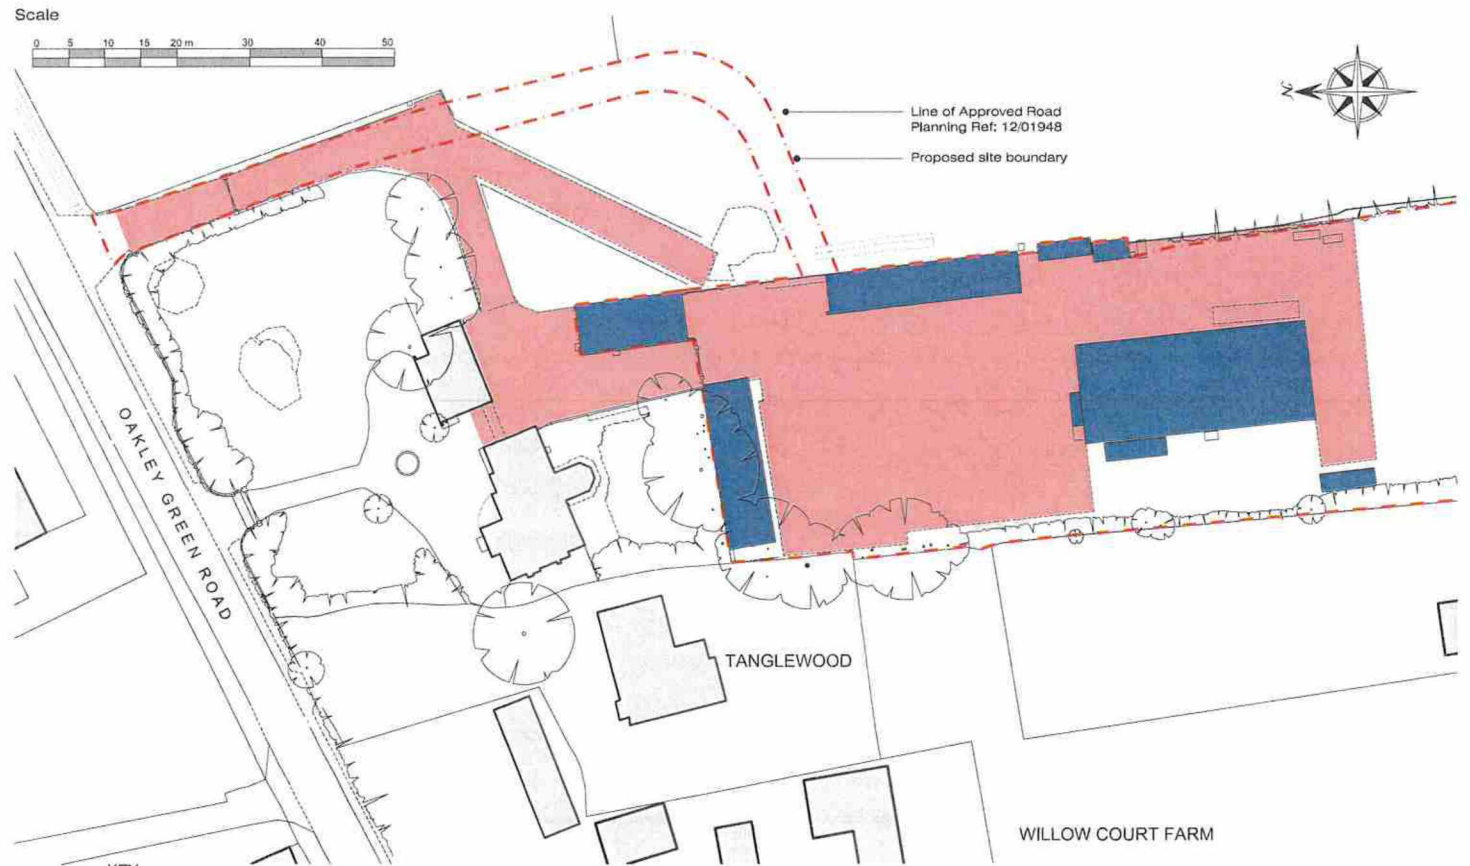 Scale
0 5 10 15 20 m 30 40 50
N
Line of Approved Road
Planning Ref: 12/01948
Proposed site boundary
OAKLEY GREEN ROAD
TANGLEWOOD
WILLOW COURT FARM